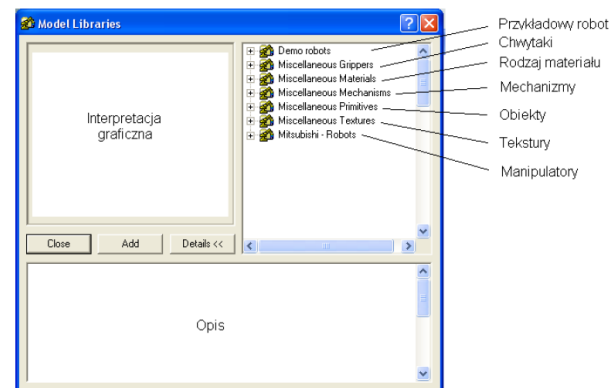 Model Libraries
Przykładowy robot
Chwytaki
Rodzaj materiału
Mechanizmy
Obiekty
Tekstury
Manipulatory
Demo robots
Miscellaneous Grippers
Miscellaneous Materials
Miscellaneous Mechanisms
Miscellaneous Primitives
Miscellaneous Textures
Mitsubishi - Robots
Interpretacja
graficzna
Close
Add
Details <<
Opis